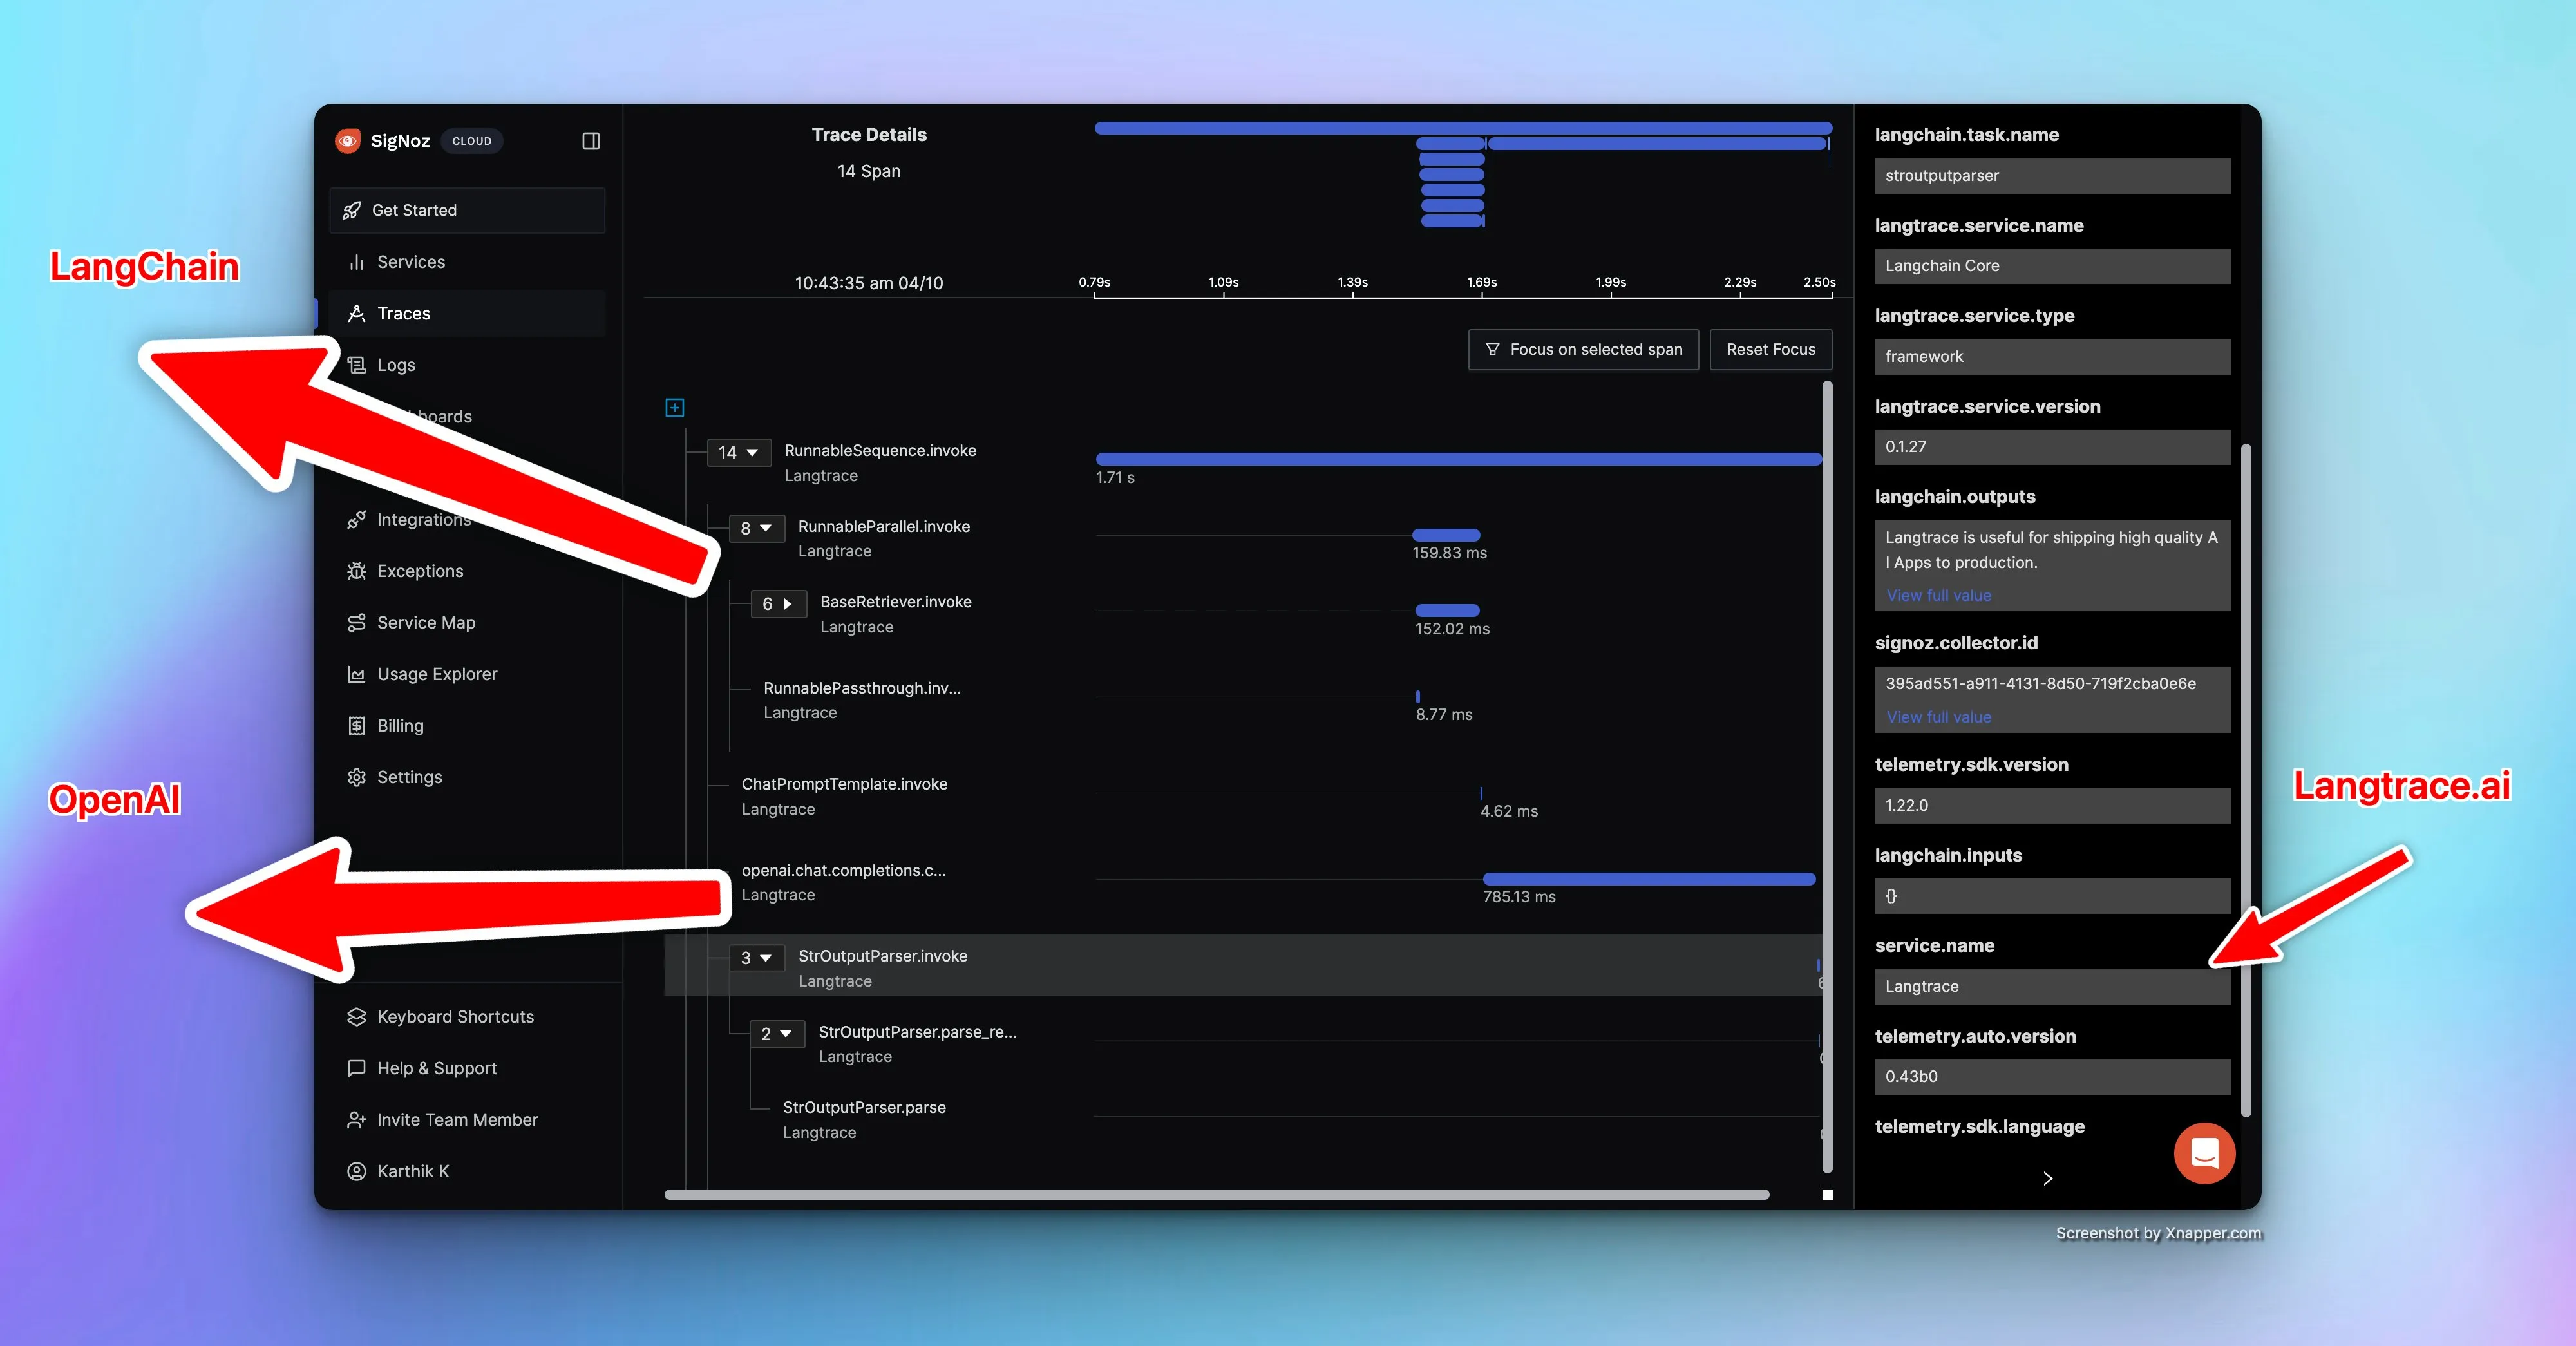 LangChain
OpenAI
SigNoz
CLOUD
Get Started
Services
Traces
Logs
boards
Integrations
Exceptions
Service Map
Usage Explorer
Billing
Settings
Keyboard Shortcuts
Help & Support
Invite Team Member
Karthik K
Trace Details
14 Span
10:43:35 am 04/10
0.79s 1.09s 1.39s 1.69s 1.99s 2.29s 2.50s
Focus on selected span
Reset Focus
14 RunnableSequence.invoke
Langtrace
1.71 s
8 RunnableParallel.invoke
Langtrace
159.83 ms
6 BaseRetriever.invoke
Langtrace
152.02 ms
RunnablePassthrough.inv...
Langtrace
8.77 ms
ChatPromptTemplate.invoke
Langtrace
4.62 ms
openai.chat.completions.c...
Langtrace
785.13 ms
3 StrOutputParser.invoke
Langtrace
2 StrOutputParser.parse_re...
Langtrace
StrOutputParser.parse
Langtrace
langchain.task.name
stroutputparser
langtrace.service.name
Langchain Core
langtrace.service.type
framework
langtrace.service.version
0.1.27
langchain.outputs
Langtrace is useful for shipping high quality A
I Apps to production.
View full value
signoz.collector.id
395ad551-a911-4131-8d50-719f2cba0e6e
View full value
telemetry.sdk.version
1.22.0
langchain.inputs
{}
service.name
Langtrace
telemetry.auto.version
0.43b0
telemetry.sdk.language
Langtrace.ai
Screenshot by Xnapper.com